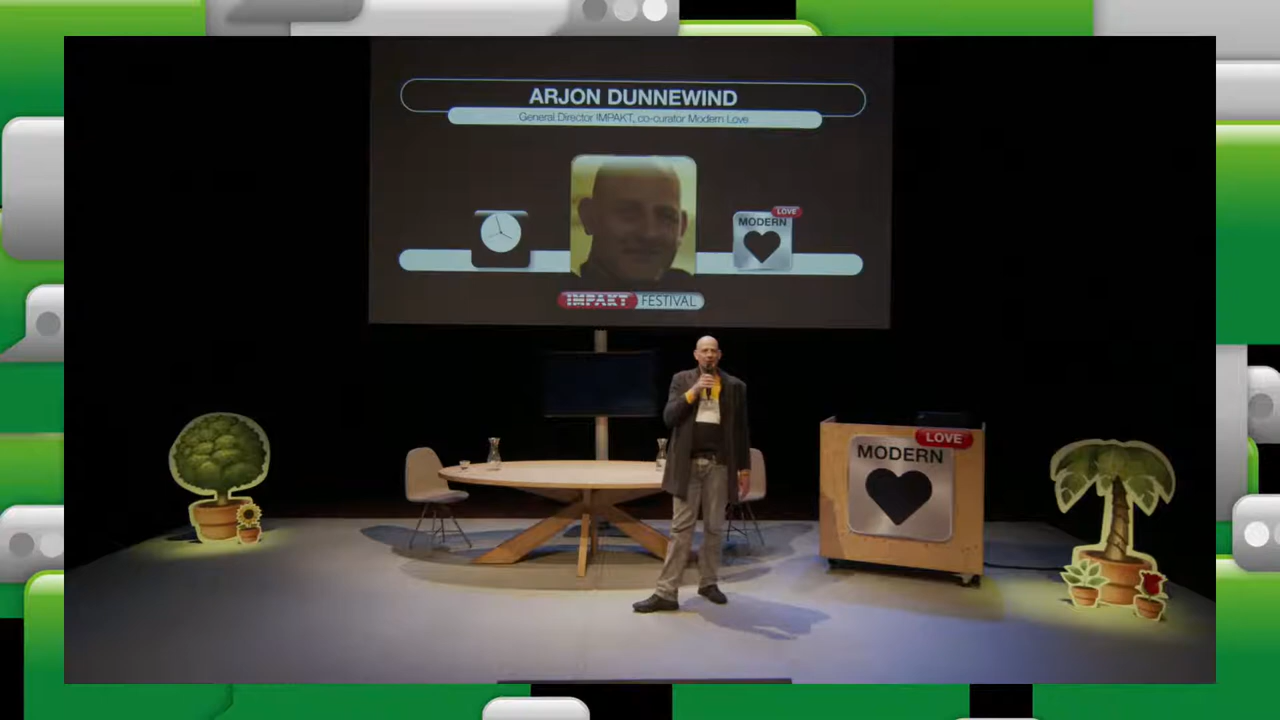 ARJON DUNNEWIND
General Director IMPAKT, co-curator Modern Love
LOVE
MODERN
IMPAKT FESTIVAL
LOVE
MODERN